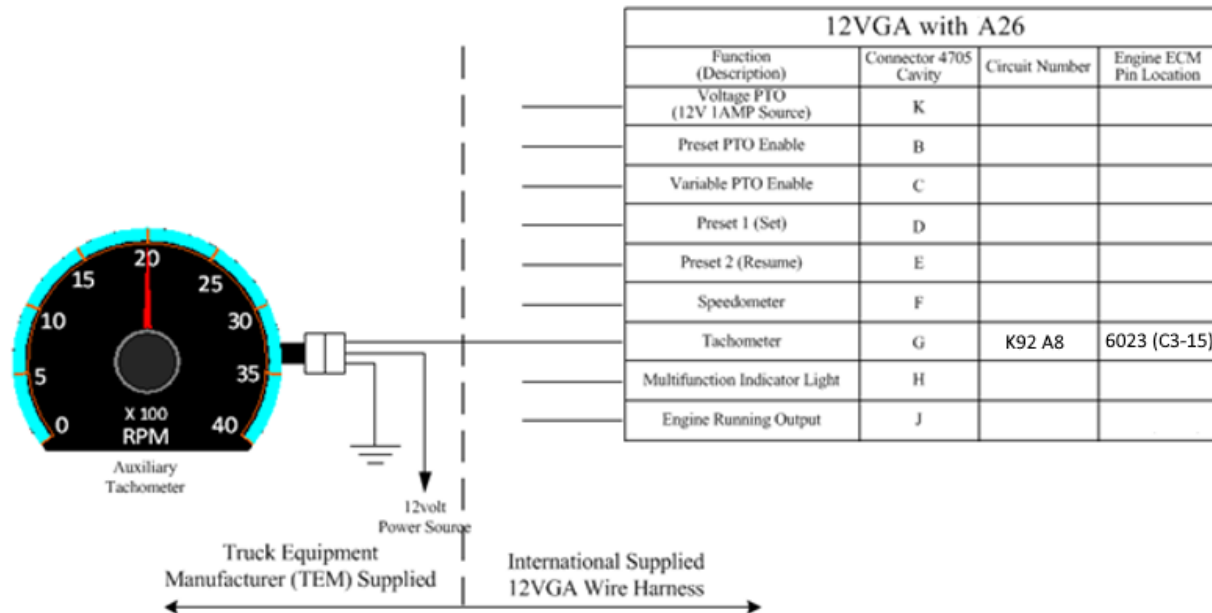 12VGA with A26
Function
(Description)
Connector 4705
Cavity
Circuit Number
Engine ECM
Pin Location
Voltage PTO
(12V 1AMP Source)
K
Preset PTO Enable
B
Variable PTO Enable
C
Preset 1 (Set)
D
Preset 2 (Resume)
E
Speedometer
F
Tachometer
G
K92 A8
6023 (C3-15)
Multifunction Indicator Light
H
Engine Running Output
J
0
5
10
15
20
25
30
35
40
X 100
RPM
Auxiliary
Tachometer
12volt
Power Source
Truck Equipment
Manufacturer (TEM) Supplied
International Supplied
12VGA Wire Harness